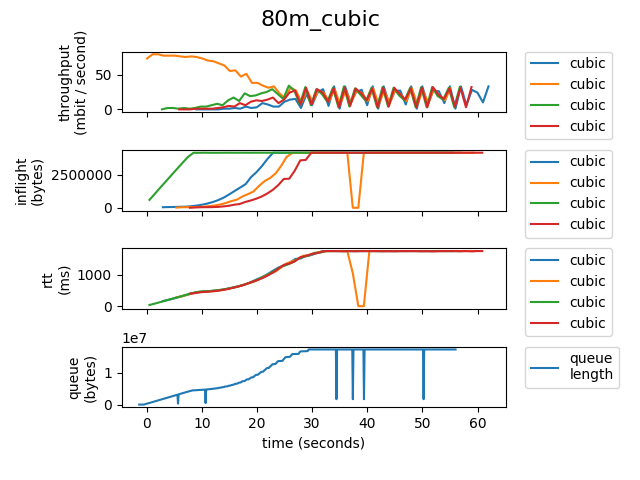 80m_cubic
throughput
(mbit / second)
50
0
cubic
cubic
cubic
cubic
inflight
(bytes)
2500000
0
cubic
cubic
cubic
cubic
rtt
(ms)
1000
0
cubic
cubic
cubic
cubic
1e7
queue
(bytes)
1
0
queue
length
0 10 20 30 40 50 60
time (seconds)